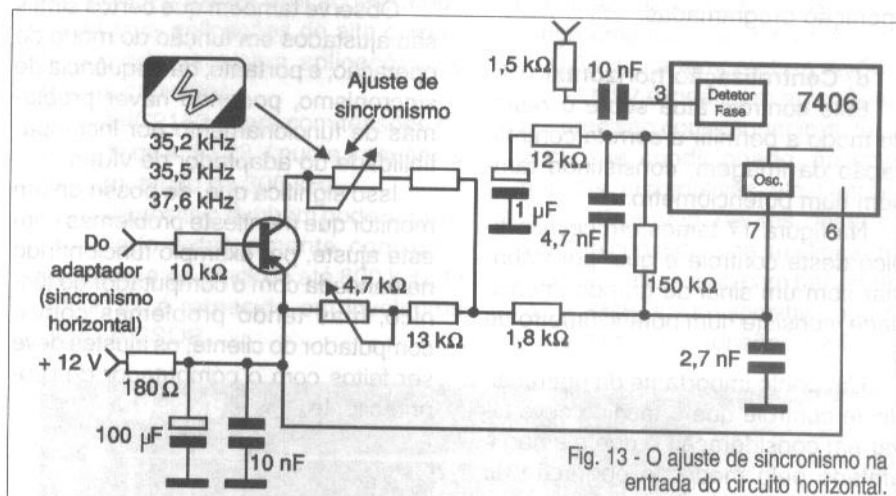 Ajuste de
sincronismo
35,2 kHz
35,5 kHz
37,6 kHz
Do
adaptador
(sincronismo
horizontal)
10 kΩ
+ 12 V
180 Ω
100 µF
10 nF
4,7 kΩ
13 kΩ
1,8 kΩ
1,5 kΩ
10 nF
12 kΩ
1 µF
4,7 nF
150 kΩ
2,7 nF
3
Detetor
Fase
7406
Osc.
7
6
Fig. 13 - O ajuste de sincronismo na
entrada do circuito horizontal.